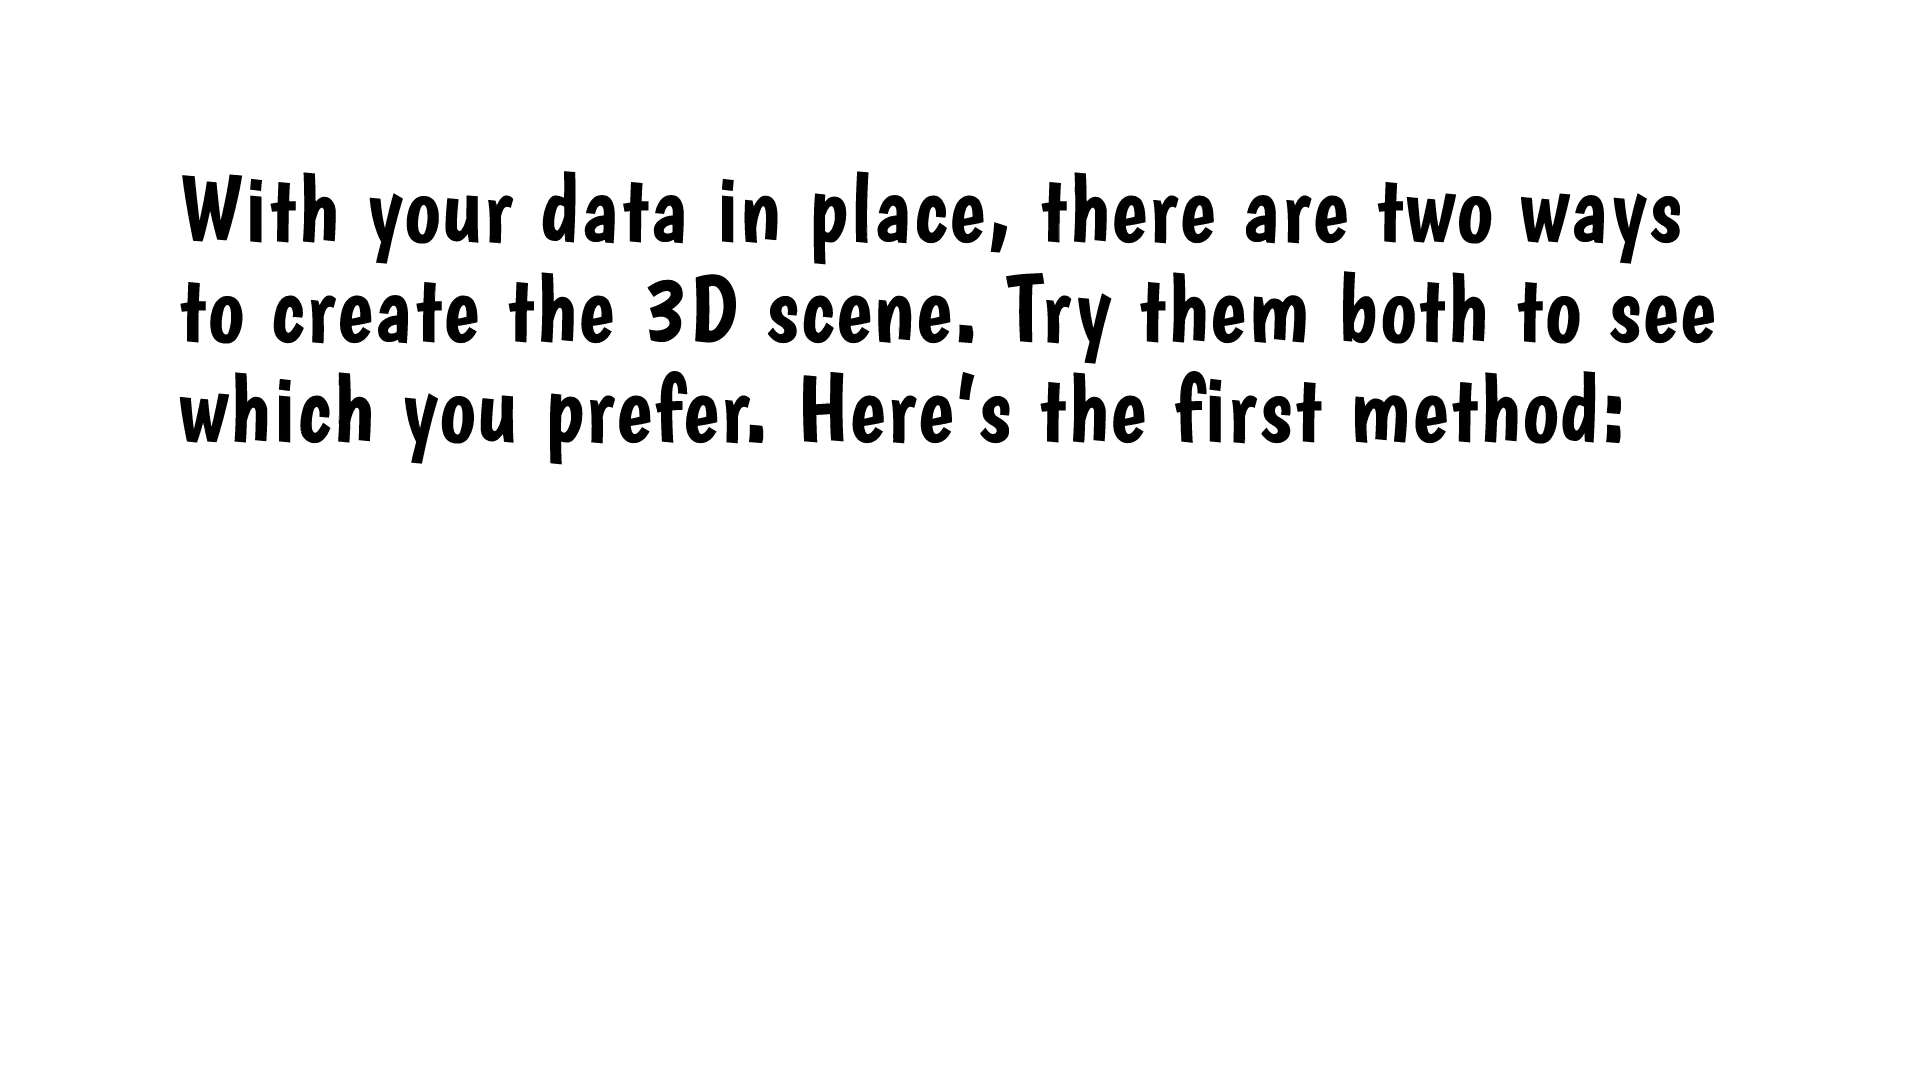 With your data in place, there are two ways
to create the 3D scene. Try them both to see
which you prefer. Here's the first method: